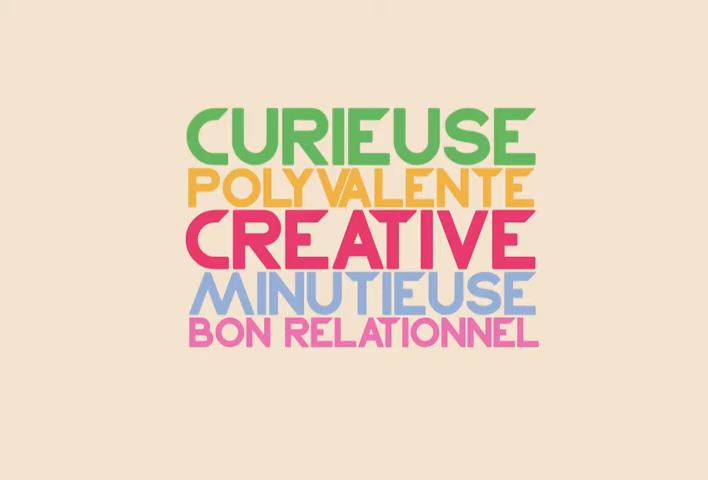 CURIEUSE
POLYVALENTE
CREATIVE
MINUTIEUSE
BON RELATIONNEL